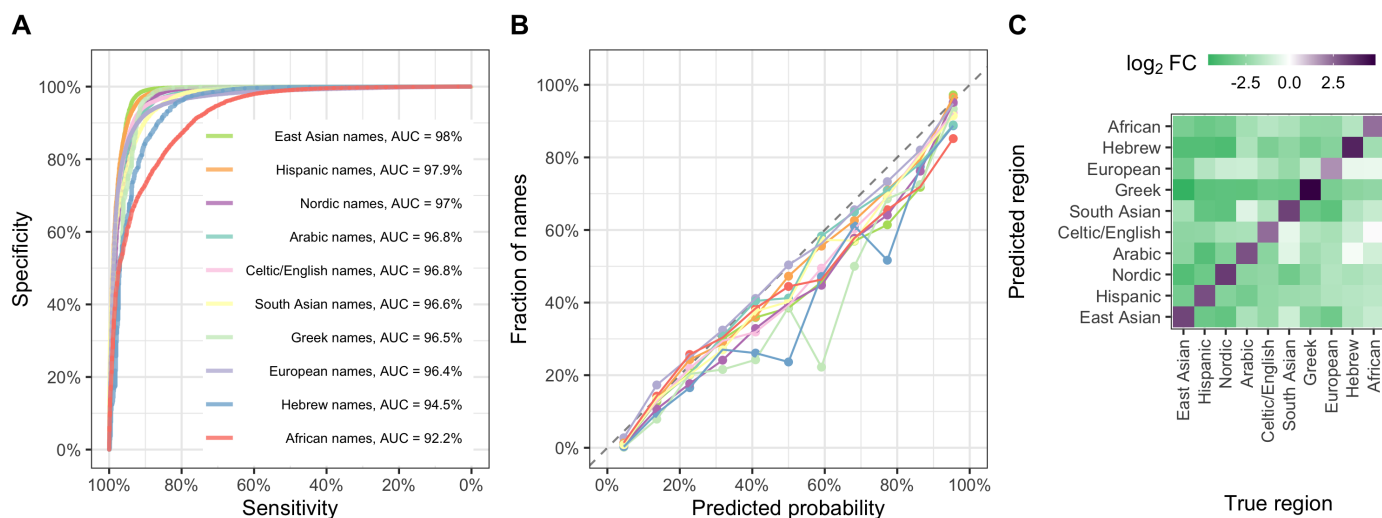 A
100%
80%
60%
40%
20%
0%
Specificity
East Asian names, AUC = 98%
Hispanic names, AUC = 97.9%
Nordic names, AUC = 97%
Arabic names, AUC = 96.8%
Celtic/English names, AUC = 96.8%
South Asian names, AUC = 96.6%
Greek names, AUC = 96.5%
European names, AUC = 96.4%
Hebrew names, AUC = 94.5%
African names, AUC = 92.2%
100% 80% 60% 40% 20% 0%
Sensitivity
B
100%
80%
60%
40%
20%
0%
Fraction of names
0% 20% 40% 60% 80% 100%
Predicted probability
C
log2 FC
-2.5 0.0 2.5
Predicted region
African
Hebrew
European
Greek
South Asian
Celtic/English
Arabic
Nordic
Hispanic
East Asian
East Asian
Hispanic
Nordic
Arabic
Celtic/English
South Asian
Greek
European
Hebrew
African
True region